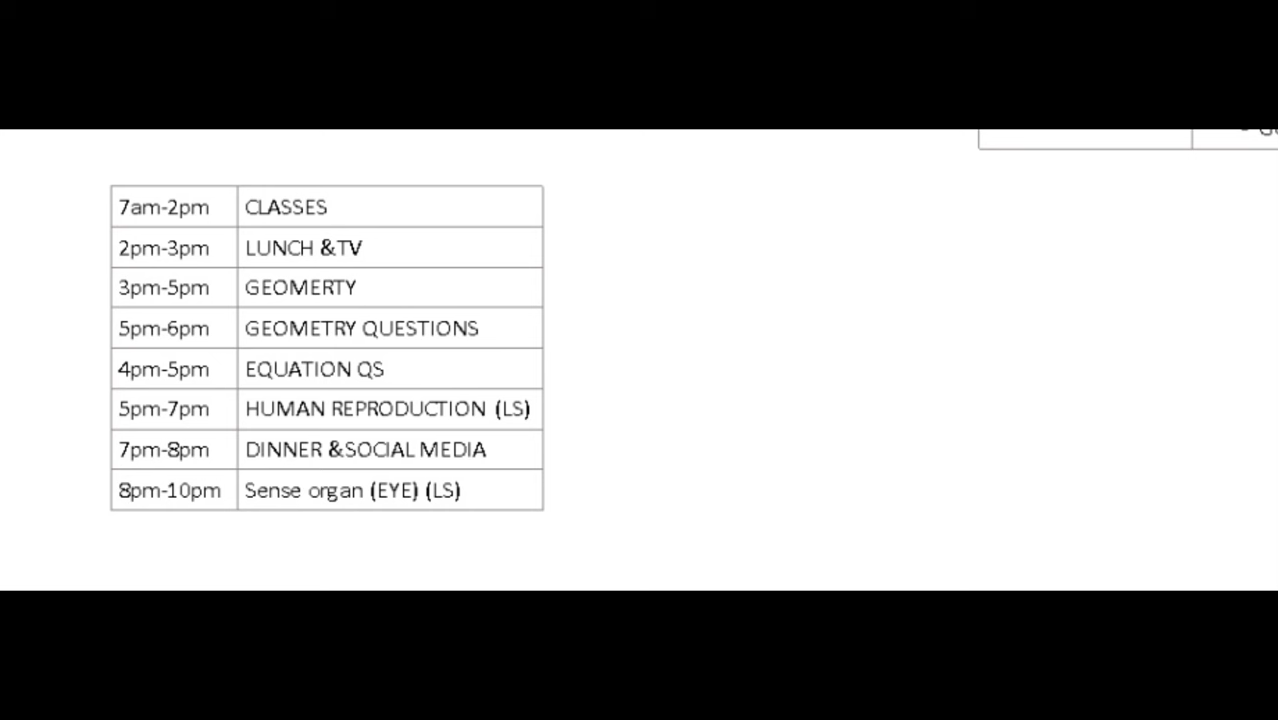 7am-2pm CLASSES
2pm-3pm LUNCH &TV
3pm-5pm GEOMERTY
5pm-6pm GEOMETRY QUESTIONS
4pm-5pm EQUATION QS
5pm-7pm HUMAN REPRODUCTION (LS)
7pm-8pm DINNER &SOCIAL MEDIA
8pm-10pm Sense organ (EYE) (LS)